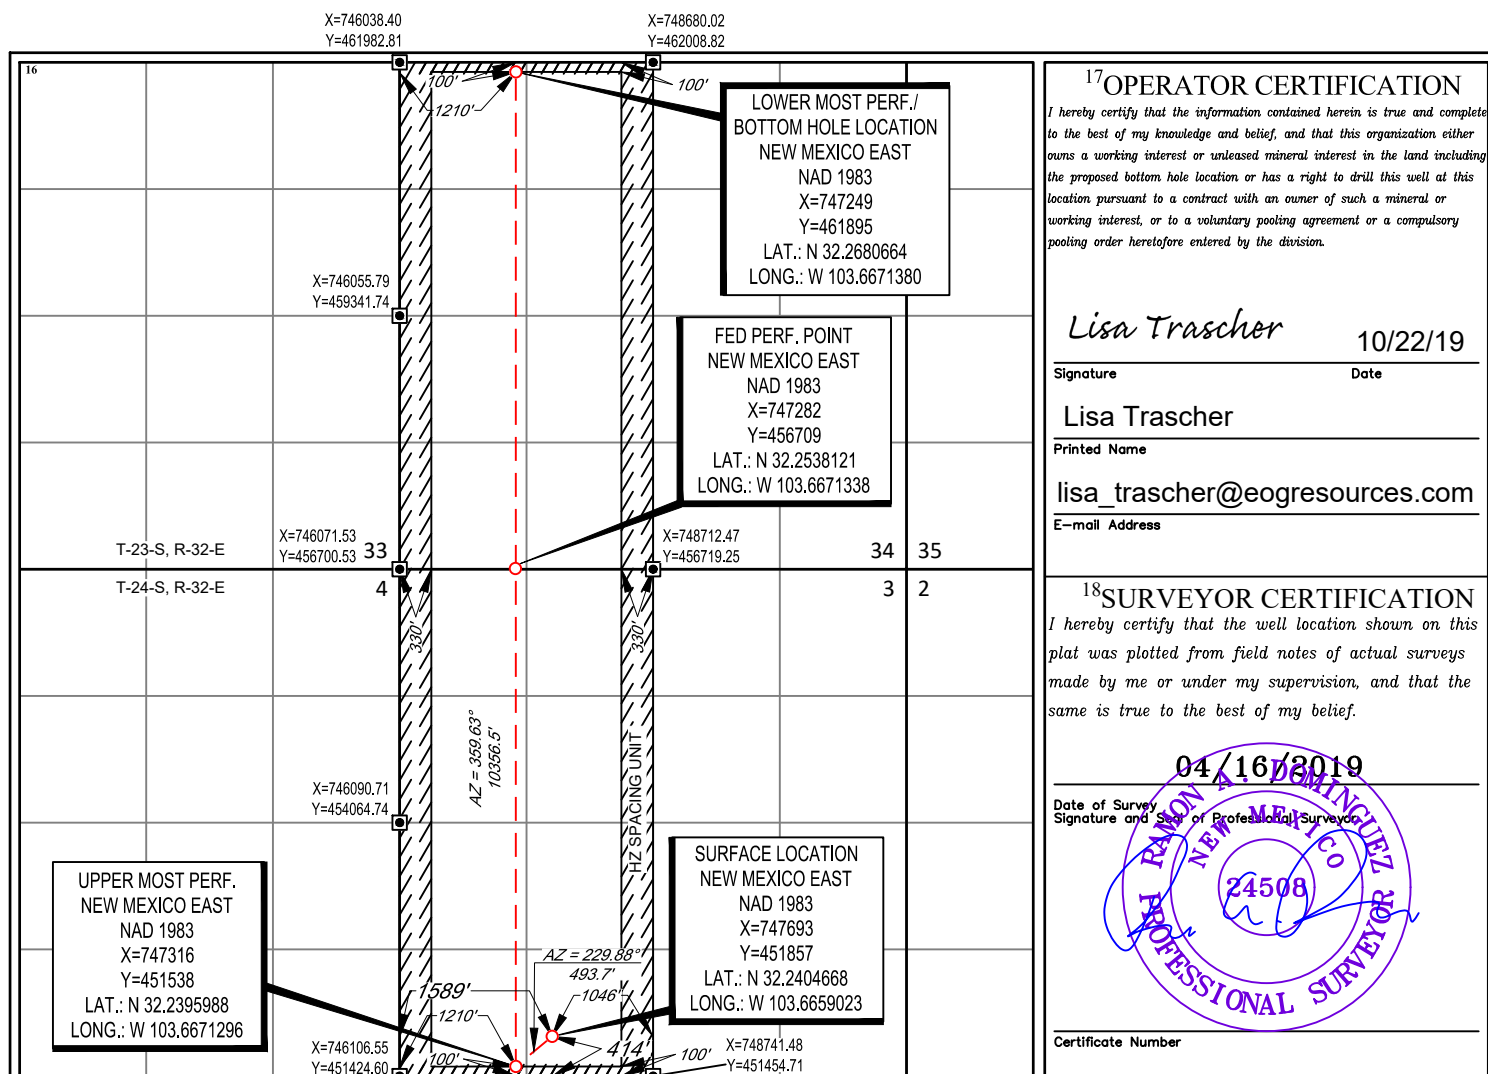 X=746038.40
Y=461982.81
X=748680.02
Y=462008.82
16
100'
1210'
100'
LOWER MOST PERF./
BOTTOM HOLE LOCATION
NEW MEXICO EAST
NAD 1983
X=747249
Y=461895
LAT.: N 32.2680664
LONG.: W 103.6671380
X=746055.79
Y=459341.74
FED PERF. POINT
NEW MEXICO EAST
NAD 1983
X=747282
Y=456709
LAT.: N 32.2538121
LONG.: W 103.6671338
T-23-S, R-32-E
X=746071.53
Y=456700.53
33
X=748712.47
Y=456719.25
34
35
T-24-S, R-32-E
4
3
2
330'
330'
AZ = 359.63°
10356.5'
HZ SPACING UNIT
X=746090.71
Y=454064.74
UPPER MOST PERF.
NEW MEXICO EAST
NAD 1983
X=747316
Y=451538
LAT.: N 32.2395988
LONG.: W 103.6671296
SURFACE LOCATION
NEW MEXICO EAST
NAD 1983
X=747693
Y=451857
LAT.: N 32.2404668
LONG.: W 103.6659023
AZ = 229.88°
493.7'
1589'
1046'
1210'
414'
100'
100'
X=746106.55
Y=451424.60
X=748741.48
Y=451454.71
17OPERATOR CERTIFICATION
I hereby certify that the information contained herein is true and complete
to the best of my knowledge and belief, and that this organization either
owns a working interest or unleased mineral interest in the land including
the proposed bottom hole location or has a right to drill this well at this
location pursuant to a contract with an owner of such a mineral or
working interest, or to a voluntary pooling agreement or a compulsory
pooling order heretofore entered by the division.
Lisa Trascher 10/22/19
Signature Date
Lisa Trascher
Printed Name
lisa_trascher@eogresources.com
E-mail Address
18SURVEYOR CERTIFICATION
I hereby certify that the well location shown on this
plat was plotted from field notes of actual surveys
made by me or under my supervision, and that the
same is true to the best of my belief.
04/16/2019
Date of Survey
Signature and Seal of Professional Surveyor
RAMON A. DOMINGUEZ
NEW MEXICO
24508
PROFESSIONAL SURVEYOR
Certificate Number